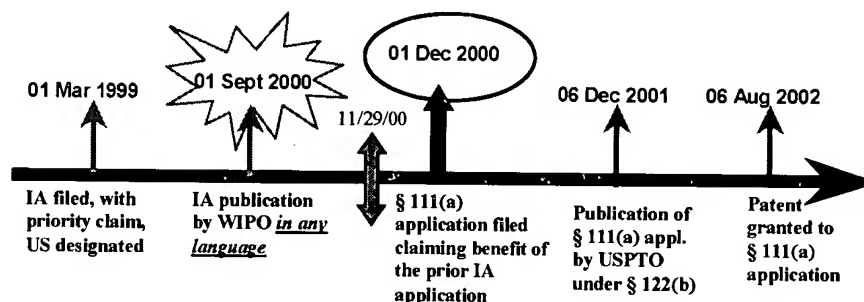 01 Mar 1999
01 Sept 2000
11/29/00
01 Dec 2000
06 Dec 2001
06 Aug 2002
IA filed, with
priority claim,
US designated
IA publication
by WIPO in any
language
§ 111(a)
application filed
claiming benefit of
the prior IA
application
Publication of
§ 111(a) appl.
by USPTO
under § 122(b)
Patent
granted to
§ 111(a)
application